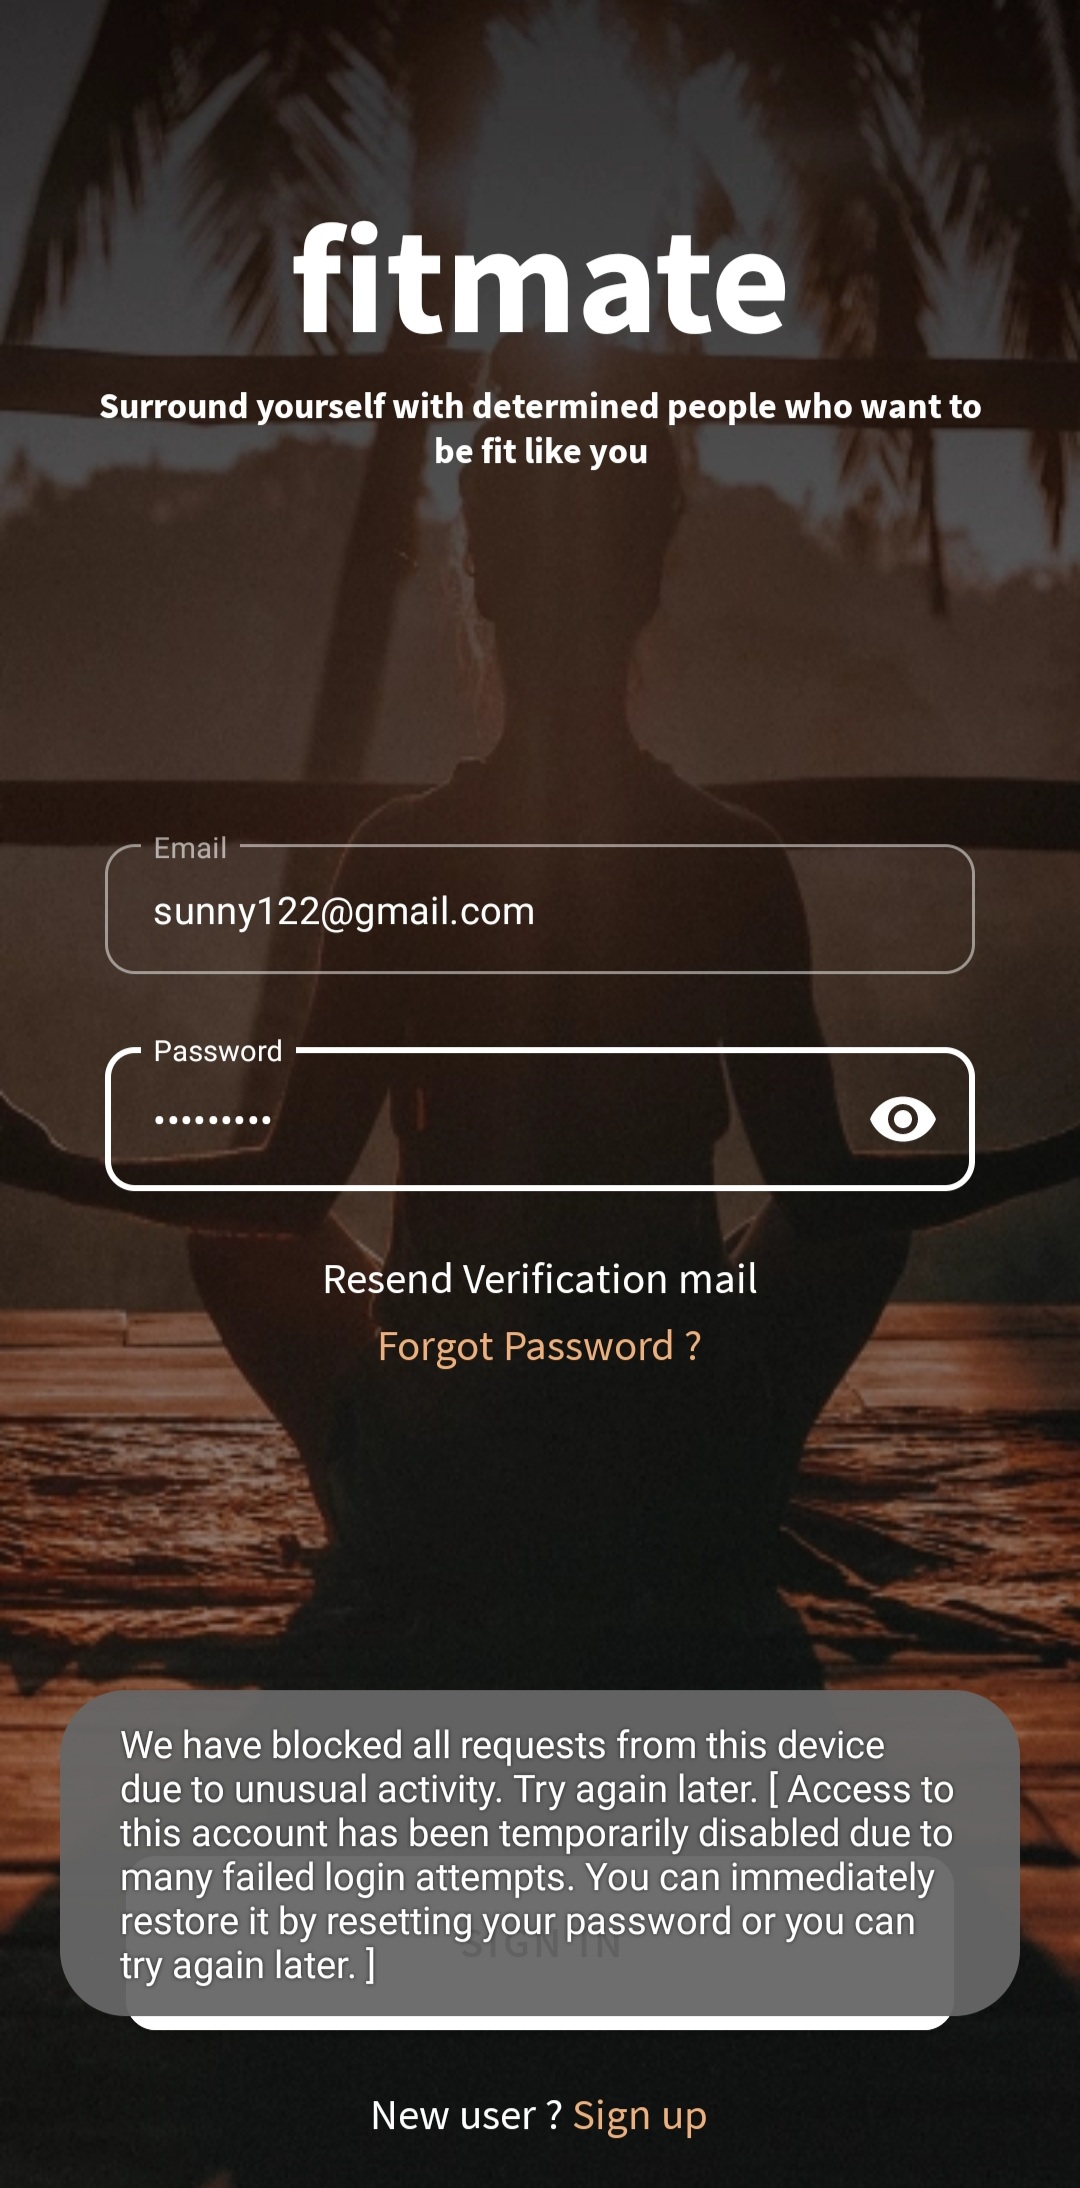 fitmate
Surround yourself with determined people who want to
be fit like you
Email
sunny122@gmail.com
Password
•••••••••
Resend Verification mail
Forgot Password ?
We have blocked all requests from this device
due to unusual activity. Try again later. [ Access to
this account has been temporarily disabled due to
many failed login attempts. You can immediately
restore it by resetting your password or you can
try again later. ]
SIGN IN
New user ? Sign up